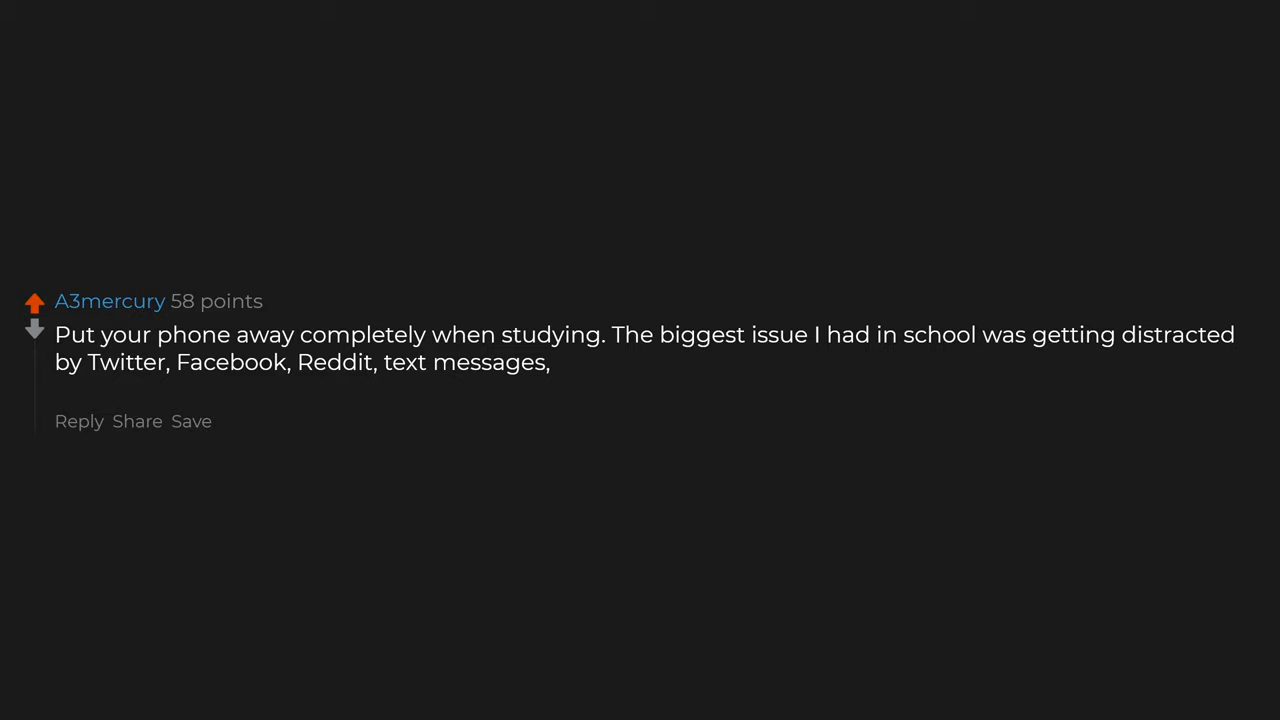 A3mercury 58 points
Put your phone away completely when studying. The biggest issue I had in school was getting distracted
by Twitter, Facebook, Reddit, text messages,
Reply Share Save